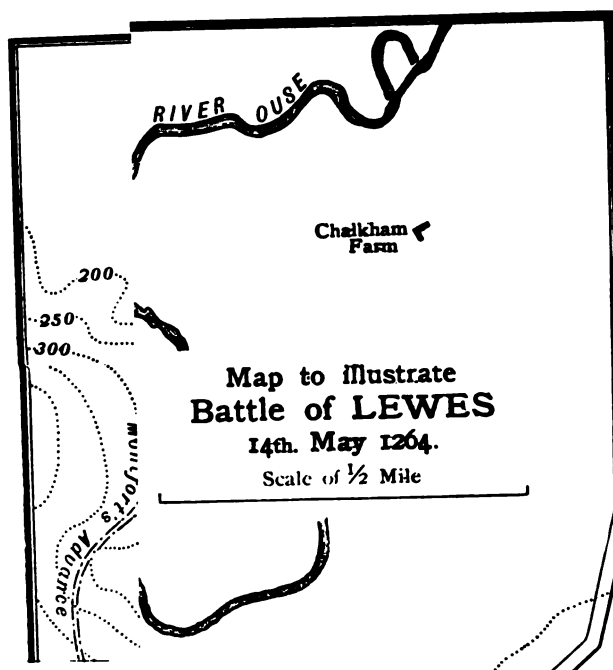 RIVER OUSE
Chalkham
Farm
200
250
300
Map to illustrate
Battle of LEWES
14th. May 1264.
Scale of ½ Mile
Montfort's Advance